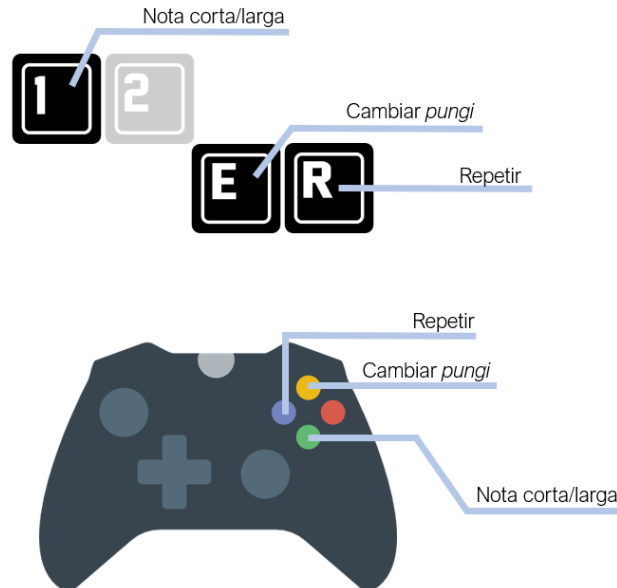 Nota corta/larga
1 2
Cambiar pungi
E R
Repetir
Repetir
Cambiar pungi
Nota corta/larga